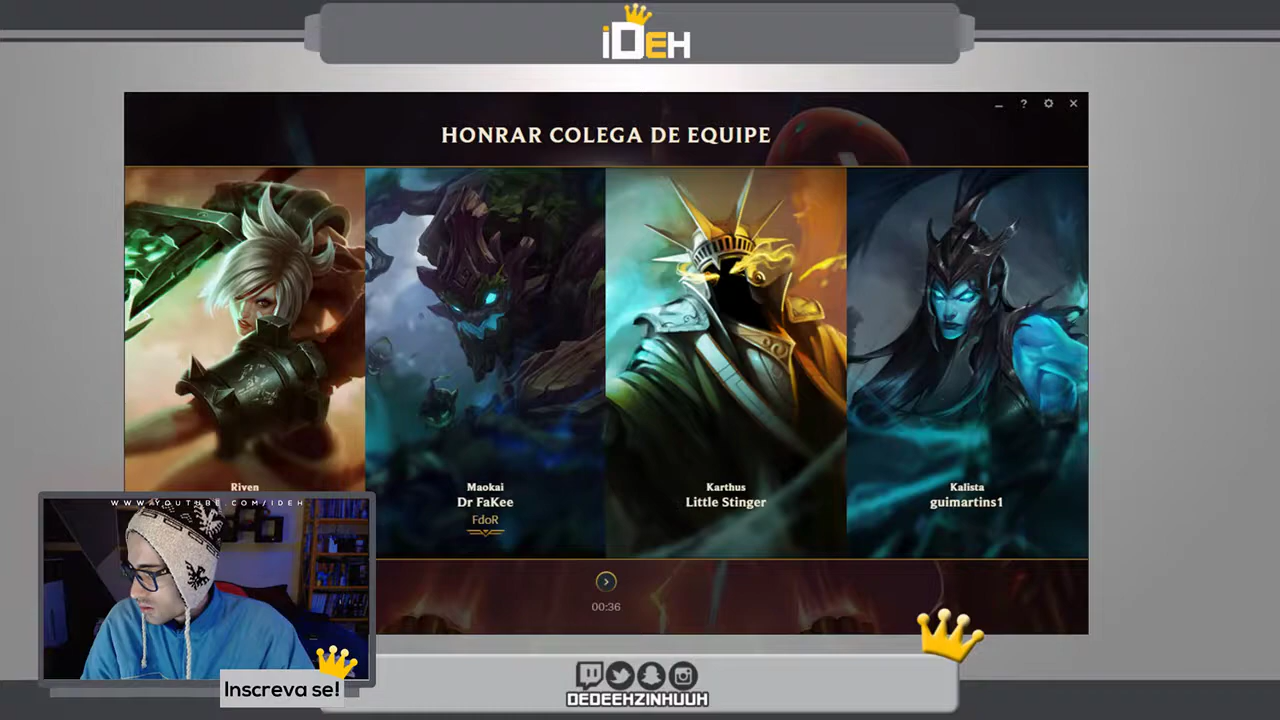 iDEH
?
HONRAR COLEGA DE EQUIPE
Riven
Maokai
Dr FaKee
FdoR
Karthus
Little Stinger
Kalista
guimartins1
00:36
WWW.YOUTUBE.COM/IDEH
Inscreva se!
DEDEEHZINHUUH